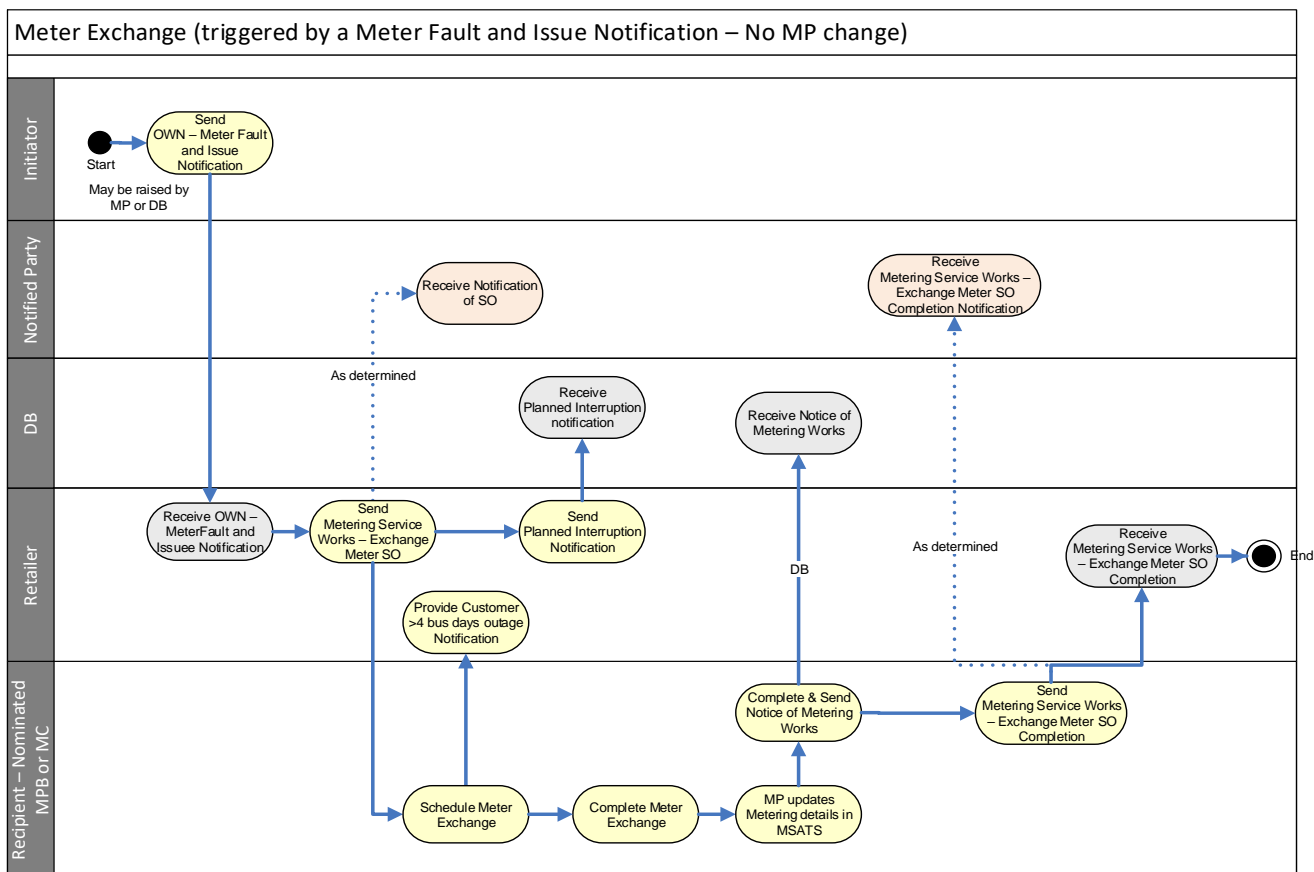 Meter Exchange (triggered by a Meter Fault and Issue Notification – No MP change)
Initiator
Send
OWN – Meter Fault
and Issue
Notification
Start
May be raised by
MP or DB
Notified Party
Receive Notification
of SO
Receive
Metering Service Works –
Exchange Meter SO
Completion Notification
As determined
DB
Receive
Planned Interruption
notification
Receive Notice of
Metering Works
Retailer
Receive OWN –
MeterFault and
Issuee Notification
Send
Metering Service
Works – Exchange
Meter SO
Send
Planned Interruption
Notification
DB
As determined
Receive
Metering Service Works
– Exchange Meter SO
Completion
End
Provide Customer
>4 bus days outage
Notification
Recipient – Nominated
MPB or MC
Complete & Send
Notice of Metering
Works
Send
Metering Service Works
– Exchange Meter SO
Completion
Schedule Meter
Exchange
Complete Meter
Exchange
MP updates
Metering details in
MSATS